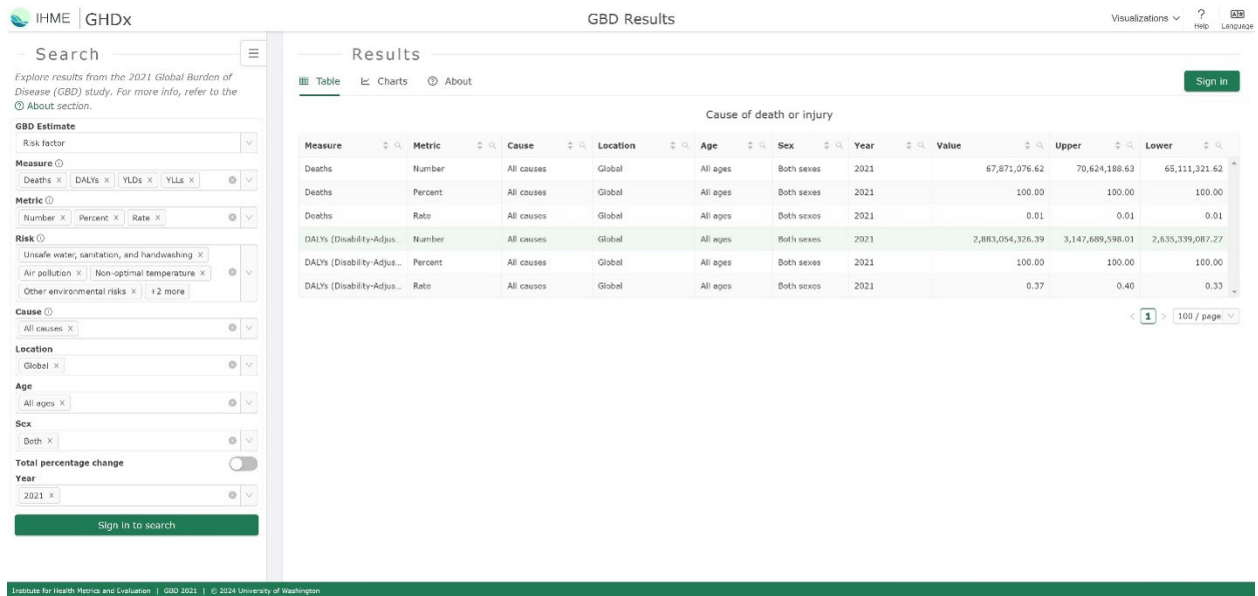 IHME GHDx
GBD Results
Visualizations
Help
Language
Search
Explore results from the 2021 Global Burden of
Disease (GBD) study. For more info, refer to the
About section.
GBD Estimate
Risk factor
Measure
Deaths × DALYs × YLDs × YLLs ×
Metric
Number × Percent × Rate ×
Risk
Unsafe water, sanitation, and handwashing ×
Air pollution × Non-optimal temperature ×
Other environmental risks × +2 more
Cause
All causes ×
Location
Global ×
Age
All ages ×
Sex
Both ×
Total percentage change
Year
2021 ×
Sign in to search
Results
Table Charts About
Sign in
Cause of death or injury
Measure Metric Cause Location Age Sex Year Value Upper Lower
Deaths Number All causes Global All ages Both sexes 2021 67,871,076.62 70,624,188.63 65,111,321.62
Deaths Percent All causes Global All ages Both sexes 2021 100.00 100.00 100.00
Deaths Rate All causes Global All ages Both sexes 2021 0.01 0.01 0.01
DALYs (Disability-Adjus... Number All causes Global All ages Both sexes 2021 2,883,054,326.39 3,147,689,598.01 2,635,339,087.27
DALYs (Disability-Adjus... Percent All causes Global All ages Both sexes 2021 100.00 100.00 100.00
DALYs (Disability-Adjus... Rate All causes Global All ages Both sexes 2021 0.37 0.40 0.33
< 1 > 100 / page
Institute for Health Metrics and Evaluation | GBD 2021 | © 2024 University of Washington